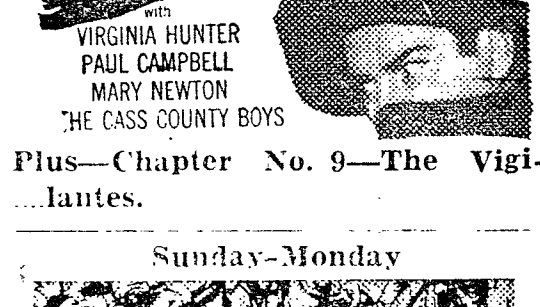 with
VIRGINIA HUNTER
PAUL CAMPBELL
MARY NEWTON
THE CASS COUNTY BOYS
Plus—Chapter No. 9—The Vigi-
....lantes.
Sunday-Monday